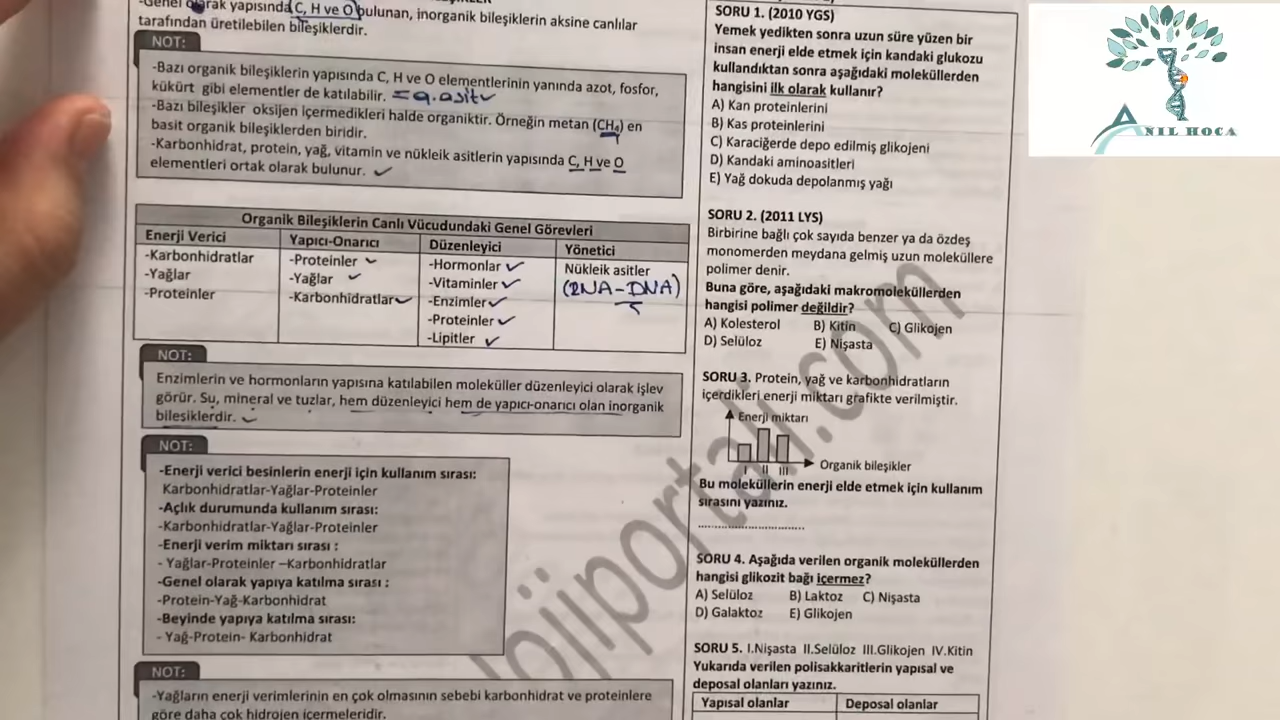 -Genel olarak yapısında C, H ve O bulunan, inorganik bileşiklerin aksine canlılar
tarafından üretilebilen bileşiklerdir.
NOT:
-Bazı organik bileşiklerin yapısında C, H ve O elementlerinin yanında azot, fosfor,
kükürt gibi elementler de katılabilir.
-Bazı bileşikler oksijen içermedikleri halde organiktir. Örneğin metan (CH₄) en
basit organik bileşiklerden biridir.
-Karbonhidrat, protein, yağ, vitamin ve nükleik asitlerin yapısında C, H ve O
elementleri ortak olarak bulunur.
Organik Bileşiklerin Canlı Vücudundaki Genel Görevleri
Enerji Verici Yapıcı-Onarıcı Düzenleyici Yönetici
-Karbonhidratlar -Proteinler -Hormonlar Nükleik asitler
-Yağlar -Yağlar -Vitaminler (RNA-DNA)
-Proteinler -Karbonhidratlar -Enzimler
-Proteinler
-Lipitler
NOT:
Enzimlerin ve hormonların yapısına katılabilen moleküller düzenleyici olarak işlev
görür. Su, mineral ve tuzlar, hem düzenleyici hem de yapıcı-onarıcı olan inorganik
bileşiklerdir.
NOT:
-Enerji verici besinlerin enerji için kullanım sırası:
Karbonhidratlar-Yağlar-Proteinler
-Açlık durumunda kullanım sırası:
-Karbonhidratlar-Yağlar-Proteinler
-Enerji verim miktarı sırası :
- Yağlar-Proteinler –Karbonhidratlar
-Genel olarak yapıya katılma sırası :
-Protein-Yağ-Karbonhidrat
-Beyinde yapıya katılma sırası:
- Yağ-Protein- Karbonhidrat
NOT:
-Yağların enerji verimlerinin en çok olmasının sebebi karbonhidrat ve proteinlere
göre daha çok hidrojen içermeleridir.
SORU 1. (2010 YGS)
Yemek yedikten sonra uzun süre yüzen bir
insan enerji elde etmek için kandaki glukozu
kullandıktan sonra aşağıdaki moleküllerden
hangisini ilk olarak kullanır?
A) Kan proteinlerini
B) Kas proteinlerini
C) Karaciğerde depo edilmiş glikojeni
D) Kandaki aminoasitleri
E) Yağ dokuda depolanmış yağı
SORU 2. (2011 LYS)
Birbirine bağlı çok sayıda benzer ya da özdeş
monomerden meydana gelmiş uzun moleküllere
polimer denir.
Buna göre, aşağıdaki makromoleküllerden
hangisi polimer değildir?
A) Kolesterol B) Kitin C) Glikojen
D) Selüloz E) Nişasta
SORU 3. Protein, yağ ve karbonhidratların
içerdikleri enerji miktarı grafikte verilmiştir.
Enerji miktarı
Organik bileşikler
I II III
Bu moleküllerin enerji elde etmek için kullanım
sırasını yazınız.
SORU 4. Aşağıda verilen organik moleküllerden
hangisi glikozit bağı içermez?
A) Selüloz B) Laktoz C) Nişasta
D) Galaktoz E) Glikojen
SORU 5. I.Nişasta II.Selüloz III.Glikojen IV.Kitin
Yukarıda verilen polisakkaritlerin yapısal ve
deposal olanları yazınız.
Yapısal olanlar Deposal olanlar
ANIL HOCA